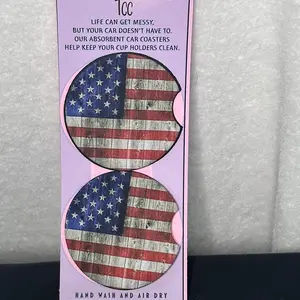 LIFE CAN GET MESSY,
BUT YOUR CAR DOESN'T HAVE TO.
OUR ABSORBENT CAR COASTERS
HELP KEEP YOUR CUP HOLDERS CLEAN.
HAND WASH AND AIR DRY